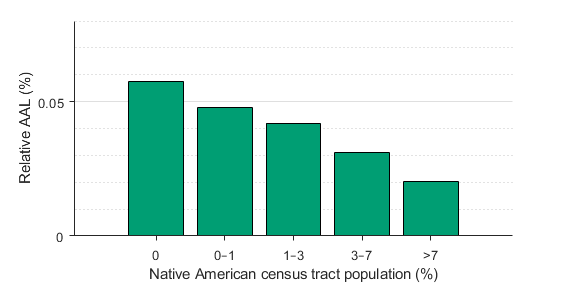 Relative AAL (%)
0.05
0
0 0–1 1–3 3–7 >7
Native American census tract population (%)